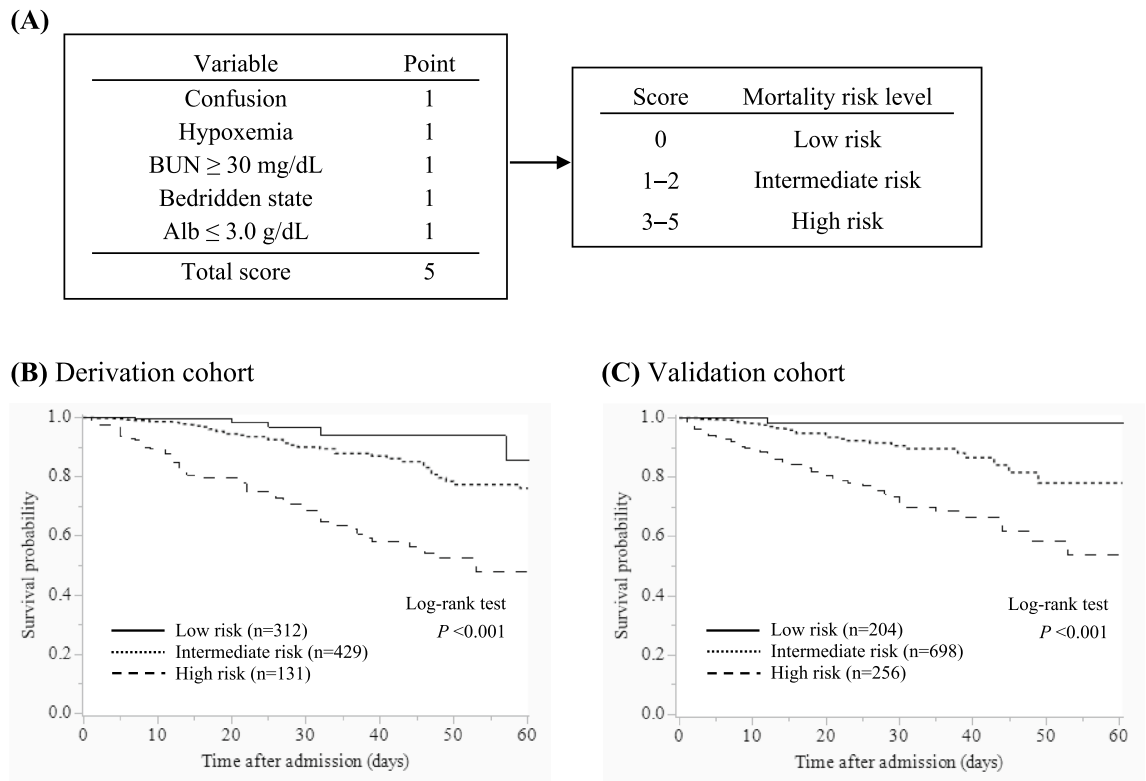 (A)
Variable Point
Confusion 1
Hypoxemia 1
BUN ≥ 30 mg/dL 1
Bedridden state 1
Alb ≤ 3.0 g/dL 1
Total score 5
Score Mortality risk level
0 Low risk
1–2 Intermediate risk
3–5 High risk
(B) Derivation cohort
Survival probability
1.0
0.8
0.6
0.4
0.2
0.0
Log-rank test
P <0.001
Low risk (n=312)
Intermediate risk (n=429)
High risk (n=131)
0 10 20 30 40 50 60
Time after admission (days)
(C) Validation cohort
Survival probability
1.0
0.8
0.6
0.4
0.2
0.0
Log-rank test
P <0.001
Low risk (n=204)
Intermediate risk (n=698)
High risk (n=256)
0 10 20 30 40 50 60
Time after admission (days)